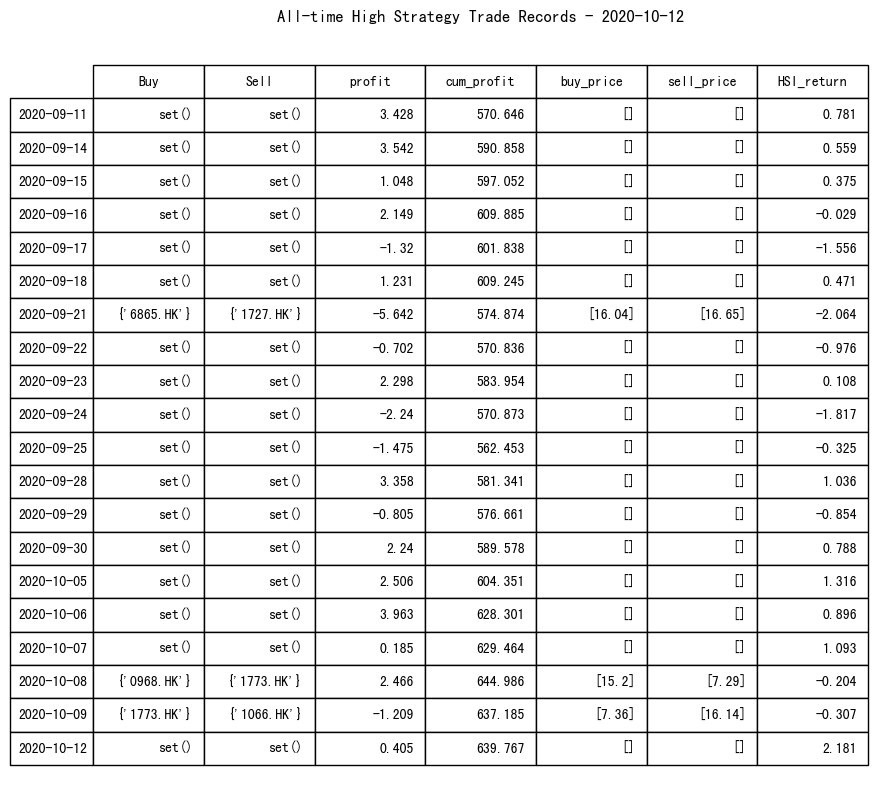 All-time High Strategy Trade Records - 2020-10-12
Buy Sell profit cum_profit buy_price sell_price HSI_return
2020-09-11 set() set() 3.428 570.646 [] [] 0.781
2020-09-14 set() set() 3.542 590.858 [] [] 0.559
2020-09-15 set() set() 1.048 597.052 [] [] 0.375
2020-09-16 set() set() 2.149 609.885 [] [] -0.029
2020-09-17 set() set() -1.32 601.838 [] [] -1.556
2020-09-18 set() set() 1.231 609.245 [] [] 0.471
2020-09-21 {'6865.HK'} {'1727.HK'} -5.642 574.874 [16.04] [16.65] -2.064
2020-09-22 set() set() -0.702 570.836 [] [] -0.976
2020-09-23 set() set() 2.298 583.954 [] [] 0.108
2020-09-24 set() set() -2.24 570.873 [] [] -1.817
2020-09-25 set() set() -1.475 562.453 [] [] -0.325
2020-09-28 set() set() 3.358 581.341 [] [] 1.036
2020-09-29 set() set() -0.805 576.661 [] [] -0.854
2020-09-30 set() set() 2.24 589.578 [] [] 0.788
2020-10-05 set() set() 2.506 604.351 [] [] 1.316
2020-10-06 set() set() 3.963 628.301 [] [] 0.896
2020-10-07 set() set() 0.185 629.464 [] [] 1.093
2020-10-08 {'0968.HK'} {'1773.HK'} 2.466 644.986 [15.2] [7.29] -0.204
2020-10-09 {'1773.HK'} {'1066.HK'} -1.209 637.185 [7.36] [16.14] -0.307
2020-10-12 set() set() 0.405 639.767 [] [] 2.181